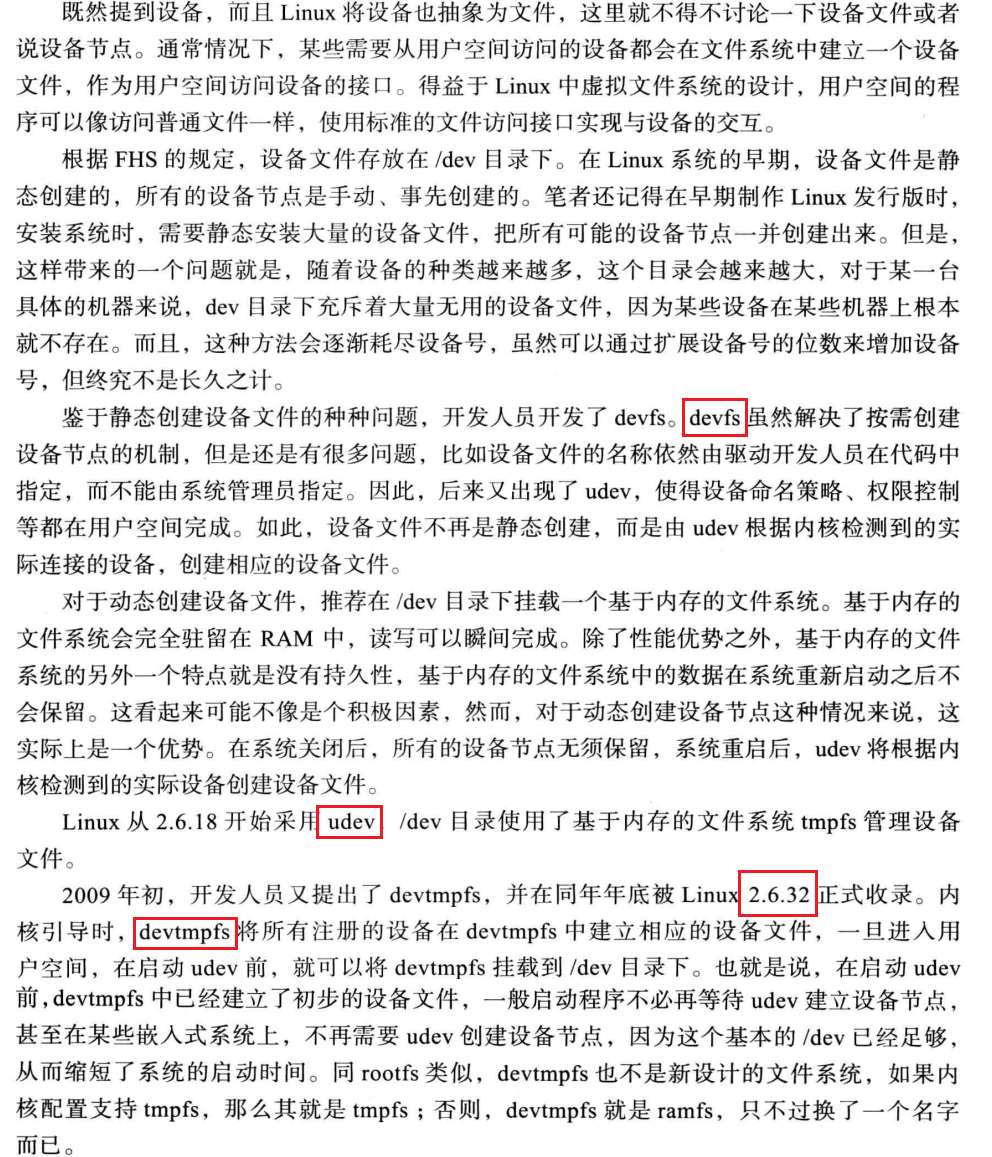 既然提到设备，而且 Linux 将设备也抽象为文件，这里就不得不讨论一下设备文件或者
说设备节点。通常情况下，某些需要从用户空间访问的设备都会在文件系统中建立一个设备
文件，作为用户空间访问设备的接口。得益于 Linux 中虚拟文件系统的设计，用户空间的程
序可以像访问普通文件一样，使用标准的文件访问接口实现与设备的交互。
根据 FHS 的规定，设备文件存放在 /dev 目录下。在 Linux 系统的早期，设备文件是静
态创建的，所有的设备节点是手动、事先创建的。笔者还记得在早期制作 Linux 发行版时，
安装系统时，需要静态安装大量的设备文件，把所有可能的设备节点一并创建出来。但是，
这样带来的一个问题就是，随着设备的种类越来越多，这个目录会越来越大，对于某一台
具体的机器来说，dev 目录下充斥着大量无用的设备文件，因为某些设备在某些机器上根本
就不存在。而且，这种方法会逐渐耗尽设备号，虽然可以通过扩展设备号的位数来增加设备
号，但终究不是长久之计。
鉴于静态创建设备文件的种种问题，开发人员开发了 devfs。devfs 虽然解决了按需创建
设备节点的机制，但是还是有很多问题，比如设备文件的名称依然由驱动开发人员在代码中
指定，而不能由系统管理员指定。因此，后来又出现了 udev，使得设备命名策略、权限控制
等都在用户空间完成。如此，设备文件不再是静态创建，而是由 udev 根据内核检测到的实
际连接的设备，创建相应的设备文件。
对于动态创建设备文件，推荐在 /dev 目录下挂载一个基于内存的文件系统。基于内存的
文件系统会完全驻留在 RAM 中，读写可以瞬间完成。除了性能优势之外，基于内存的文件
系统的另外一个特点就是没有持久性，基于内存的文件系统中的数据在系统重新启动之后不
会保留。这看起来可能不像是个积极因素，然而，对于动态创建设备节点这种情况来说，这
实际上是一个优势。在系统关闭后，所有的设备节点无须保留，系统重启后，udev 将根据内
核检测到的实际设备创建设备文件。
Linux 从 2.6.18 开始采用 udev，/dev 目录使用了基于内存的文件系统 tmpfs 管理设备
文件。
2009 年初，开发人员又提出了 devtmpfs，并在同年年底被 Linux 2.6.32 正式收录。内
核引导时，devtmpfs 将所有注册的设备在 devtmpfs 中建立相应的设备文件，一旦进入用
户空间，在启动 udev 前，就可以将 devtmpfs 挂载到 /dev 目录下。也就是说，在启动 udev
前，devtmpfs 中已经建立了初步的设备文件，一般启动程序不必再等待 udev 建立设备节点，
甚至在某些嵌入式系统上，不再需要 udev 创建设备节点，因为这个基本的 /dev 已经足够，
从而缩短了系统的启动时间。同 rootfs 类似，devtmpfs 也不是新设计的文件系统，如果内
核配置支持 tmpfs，那么其就是 tmpfs；否则，devtmpfs 就是 ramfs，只不过换了一个名字
而已。